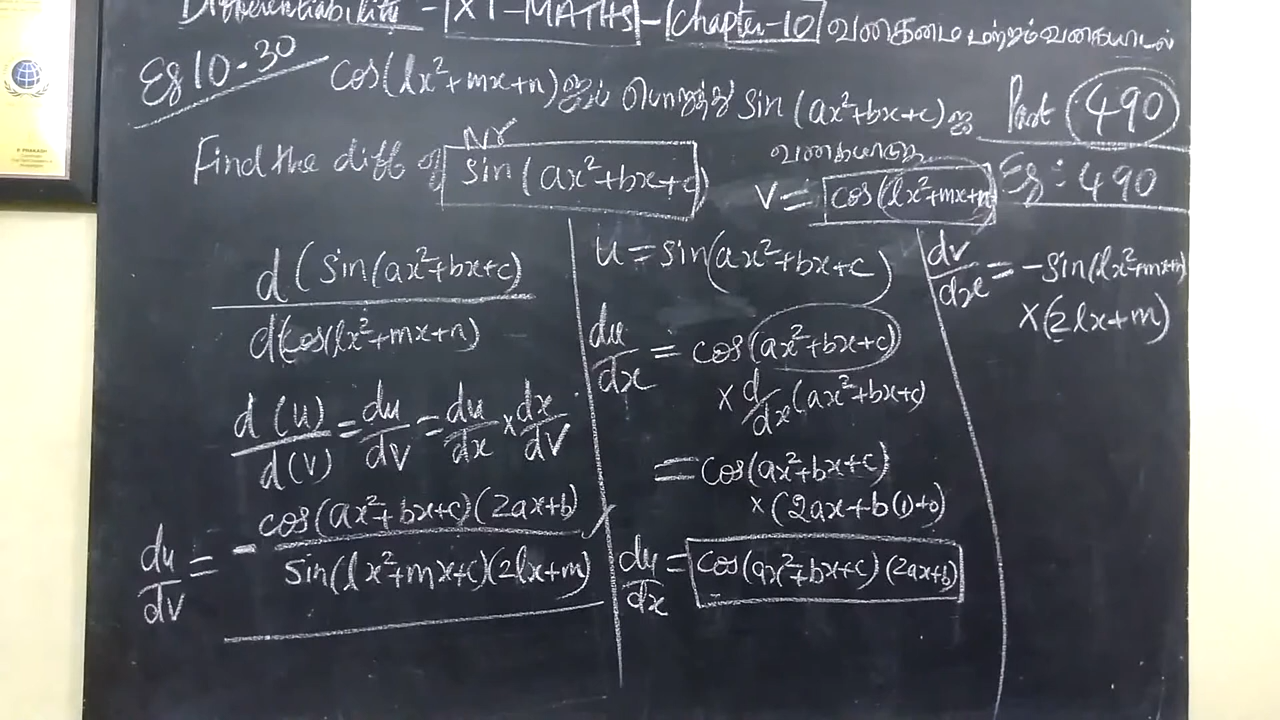 Differentiability - XI-MATHS - Chapter-10 வகைமை மற்றும் வகையிடல்
Eg 10-30
cos(lx²+mx+n)ஐப் பொறுத்து sin(ax²+bx+c)ஐ
Part 490
Nr
வகையிடுக
Find the diff of sin(ax²+bx+c)
V = cos(lx²+mx+n)
Eg: 490
d(sin(ax²+bx+c)
d(cos(lx²+mx+n)
d(u)/d(v) = du/dv = du/dx × dx/dv
du/dv = - cos(ax²+bx+c)(2ax+b)
sin(lx²+mx+c)(2lx+m)
u = sin(ax²+bx+c)
du/dx = cos(ax²+bx+c)
× d/dx(ax²+bx+c)
= cos(ax²+bx+c)
×(2ax+b(1)+0)
du/dx = cos(ax²+bx+c)(2ax+b)
dv/dx = -sin(lx²+mx+n)
×(2lx+m)